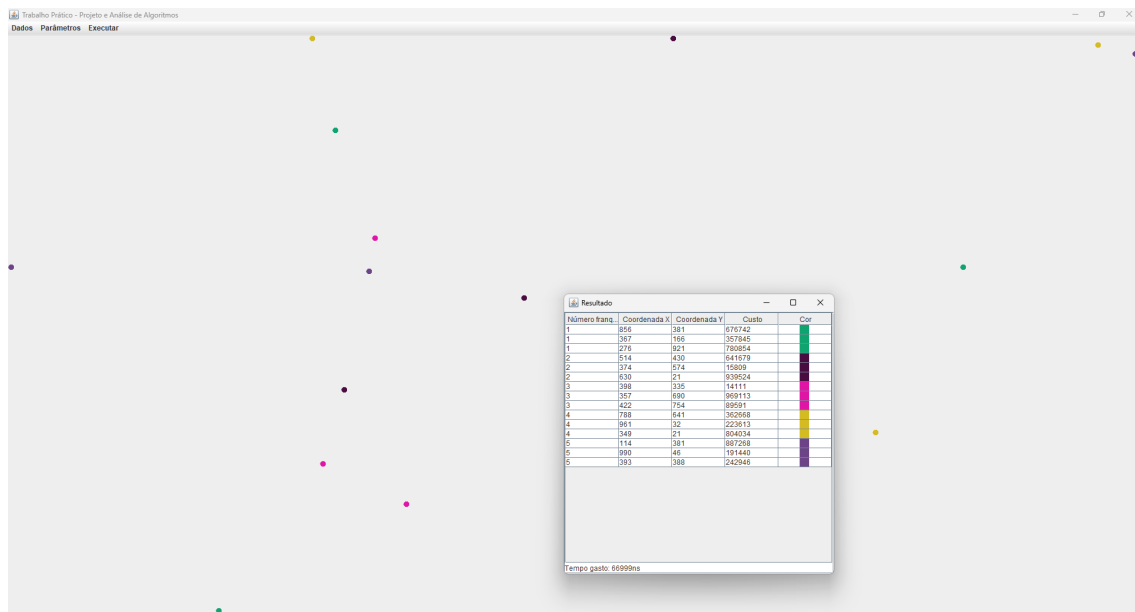 Trabalho Prático - Projeto e Análise de Algoritmos
Dados Parâmetros Executar
Resultado
Número franq... Coordenada X Coordenada Y Custo Cor
1 856 381 676742
1 367 166 357845
1 276 921 780854
2 514 430 641679
2 374 574 15809
2 630 21 939524
3 398 335 14111
3 357 690 969113
3 422 754 89591
4 788 641 362668
4 961 32 223613
4 349 21 804034
5 114 381 887268
5 990 46 191440
5 393 388 242946
Tempo gasto: 66999ns